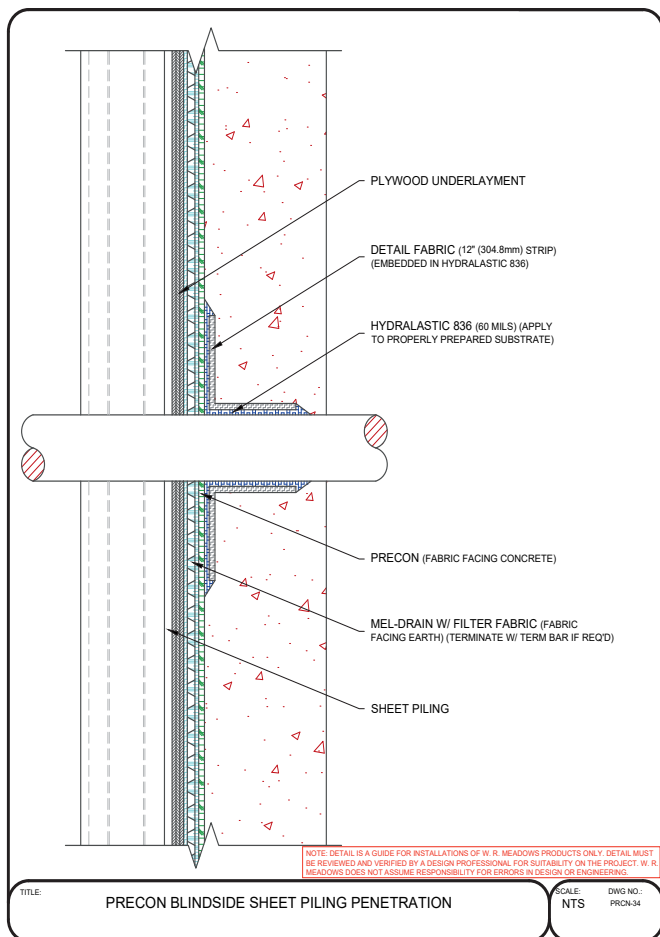 PLYWOOD UNDERLAYMENT
DETAIL FABRIC (12" (304.8mm) STRIP)
(EMBEDDED IN HYDRALASTIC 836)
HYDRALASTIC 836 (60 MILS) (APPLY
TO PROPERLY PREPARED SUBSTRATE)
PRECON (FABRIC FACING CONCRETE)
MEL-DRAIN W/ FILTER FABRIC (FABRIC
FACING EARTH) (TERMINATE W/ TERM BAR IF REQ'D)
SHEET PILING
NOTE: DETAIL IS A GUIDE FOR INSTALLATIONS OF W. R. MEADOWS PRODUCTS ONLY. DETAIL MUST
BE REVIEWED AND VERIFIED BY A DESIGN PROFESSIONAL FOR SUITABILITY ON THE PROJECT. W. R.
MEADOWS DOES NOT ASSUME RESPONSIBILITY FOR ERRORS IN DESIGN OR ENGINEERING.
TITLE:
PRECON BLINDSIDE SHEET PILING PENETRATION
SCALE:
NTS
DWG NO.:
PRCN-34